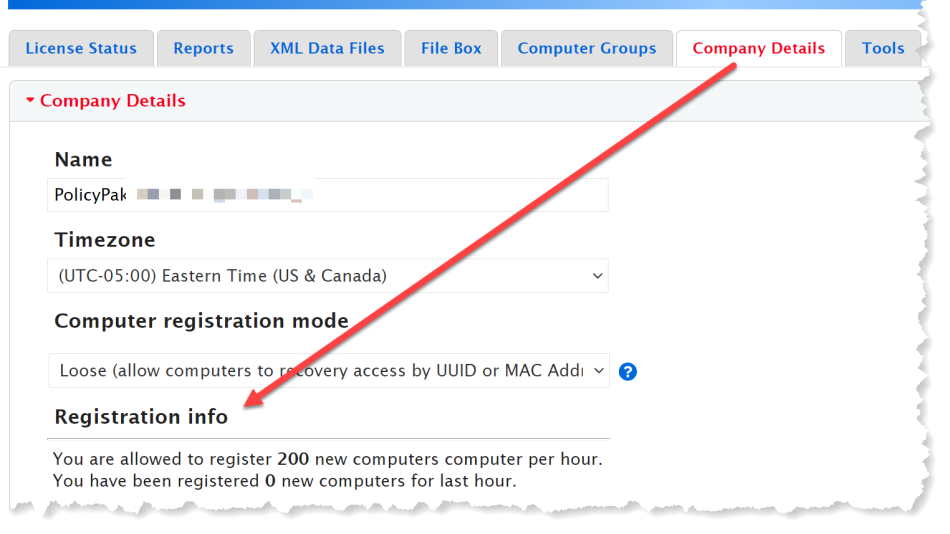 License Status
Reports
XML Data Files
File Box
Computer Groups
Company Details
Tools
Company Details
Name
PolicyPak
Timezone
(UTC-05:00) Eastern Time (US & Canada)
Computer registration mode
Loose (allow computers to recovery access by UUID or MAC Addr
?
Registration info
You are allowed to register 200 new computers computer per hour.
You have been registered 0 new computers for last hour.